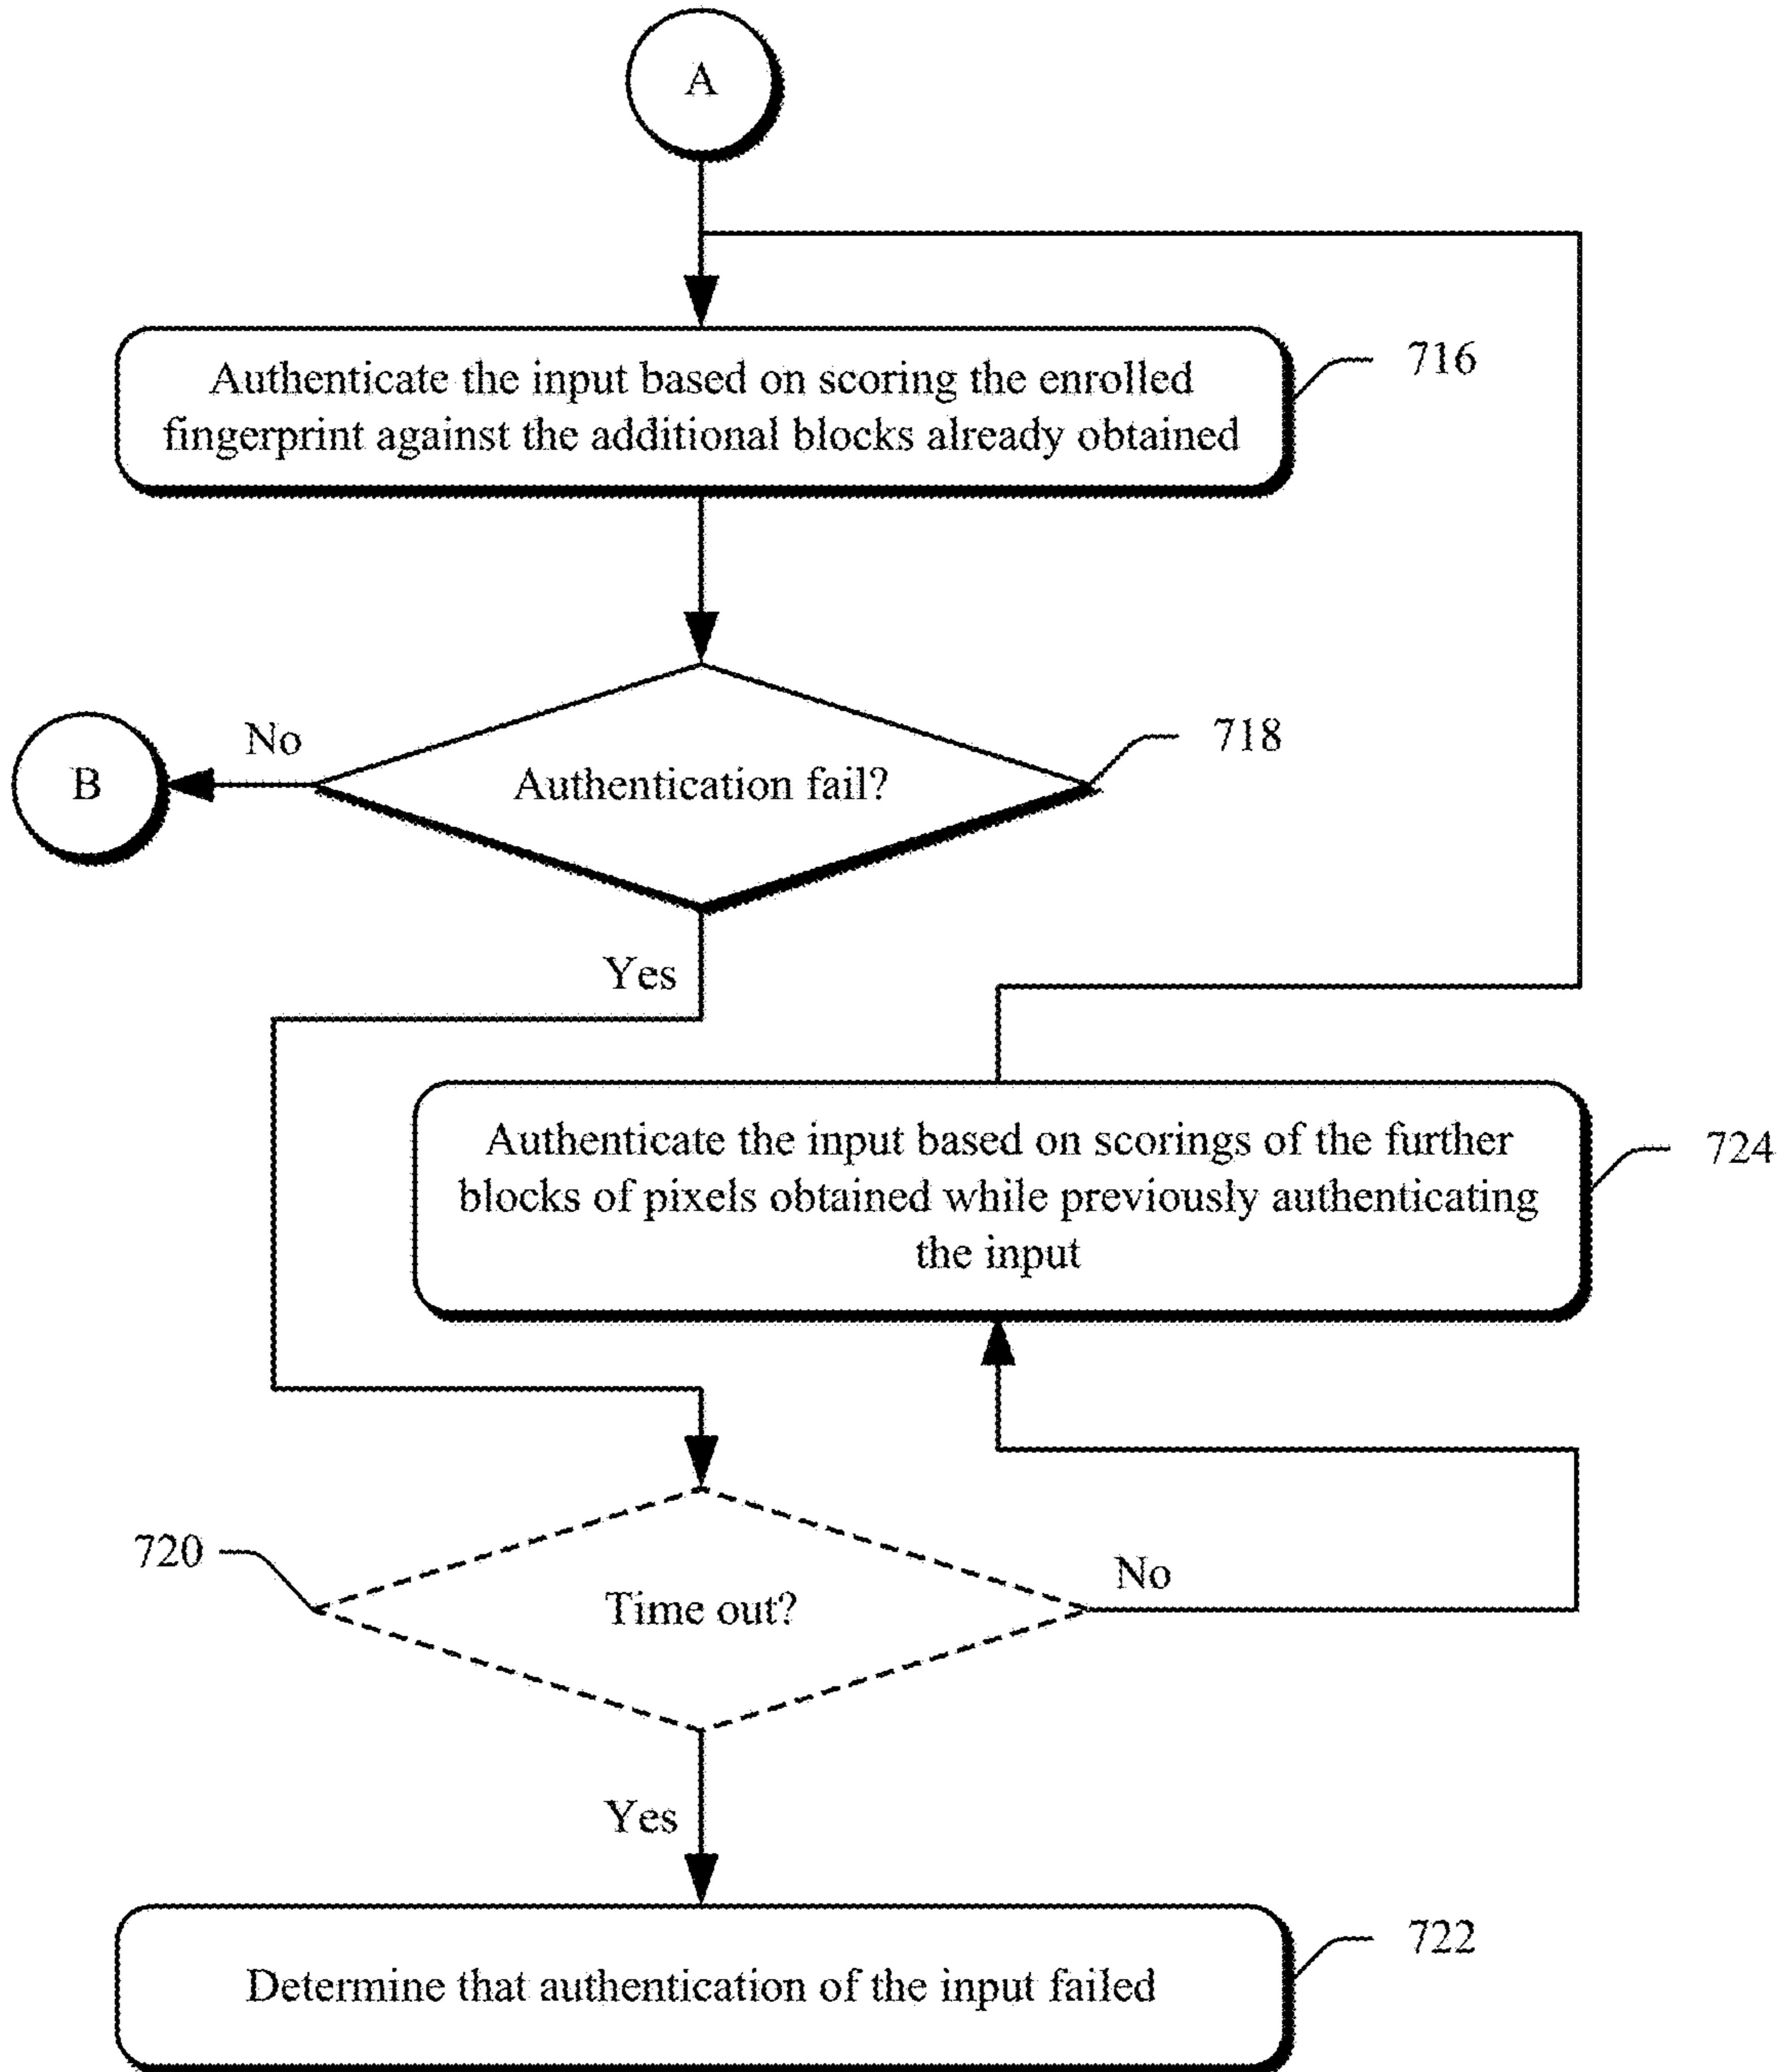 A
Authenticate the input based on scoring the enrolled
fingerprint against the additional blocks already obtained
716
No
B
Authentication fail?
718
Yes
Authenticate the input based on scorings of the further
blocks of pixels obtained while previously authenticating
the input
724
720
Time out?
No
Yes
Determine that authentication of the input failed
722